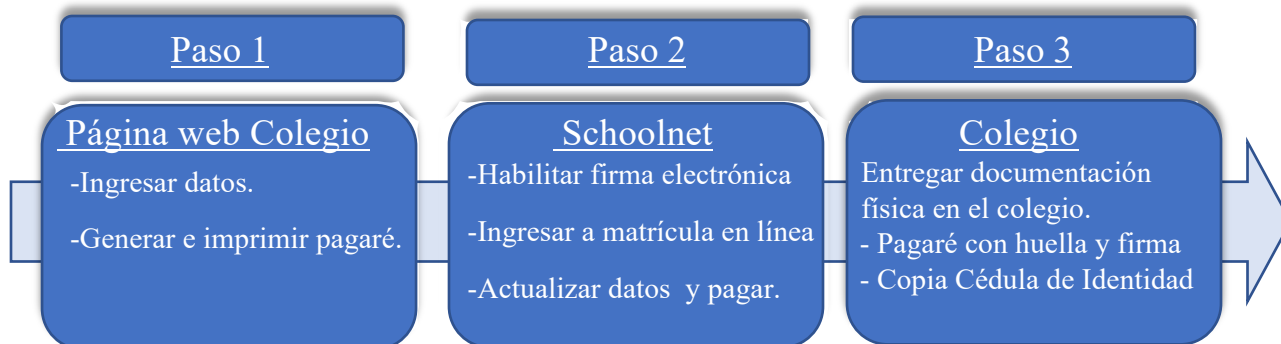 Paso 1
Paso 2
Paso 3
Página web Colegio
-Ingresar datos.
-Generar e imprimir pagaré.
Schoolnet
-Habilitar firma electrónica
-Ingresar a matrícula en línea
-Actualizar datos y pagar.
Colegio
Entregar documentación
física en el colegio.
- Pagaré con huella y firma
- Copia Cédula de Identidad